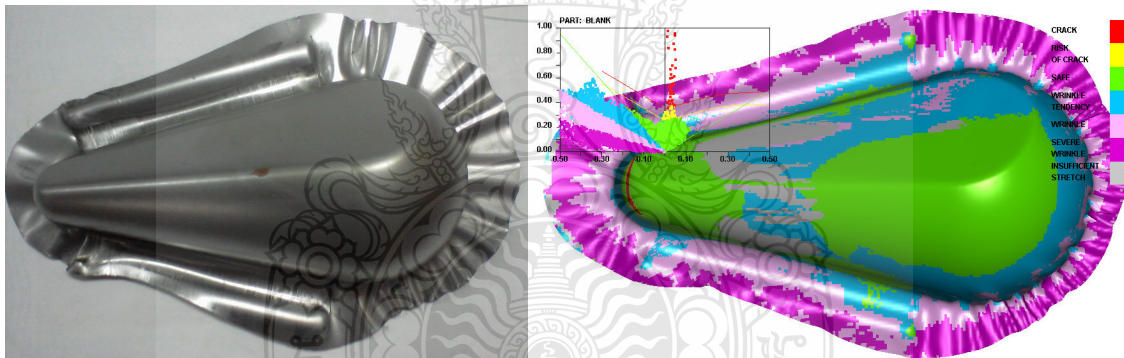 PART: BLANK
1.00
0.80
0.60
0.40
0.20
0.00
-0.50
-0.30
-0.10
0.10
0.30
0.50
CRACK
RISK
OF CRACK
SAFE
WRINKLE
TENDENCY
WRINKLE
SEVERE
WRINKLE
INSUFFICIENT
STRETCH